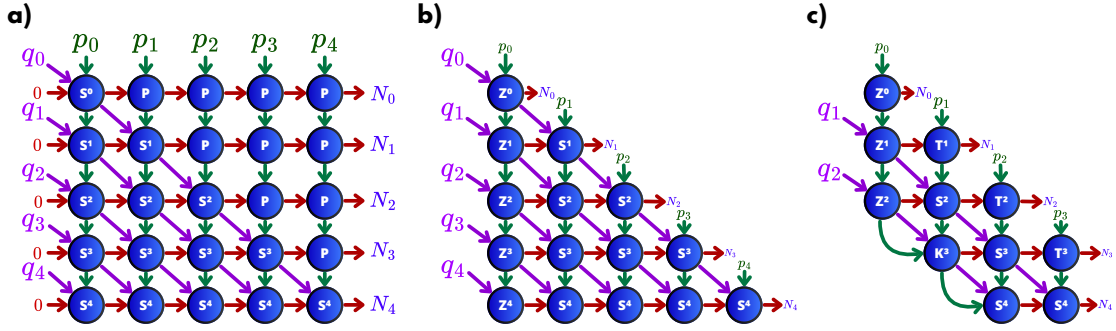 a)
p₀ p₁ p₂ p₃ p₄
q₀
0 S⁰ P P P P N₀
q₁
0 S¹ S¹ P P P N₁
q₂
0 S² S² S² P P N₂
q₃
0 S³ S³ S³ S³ P N₃
q₄
0 S⁴ S⁴ S⁴ S⁴ S⁴ N₄
b)
p₀
q₀
Z⁰ N₀
p₁
q₁
Z¹ S¹ N₁
p₂
q₂
Z² S² S² N₂
p₃
q₃
Z³ S³ S³ S³ N₃
p₄
q₄
Z⁴ S⁴ S⁴ S⁴ S⁴ N₄
c)
p₀
Z⁰ N₀
p₁
q₁
Z¹ T¹ N₁
p₂
q₂
Z² S² T² N₂
p₃
K³ S³ T³ N₃
S⁴ S⁴ N₄